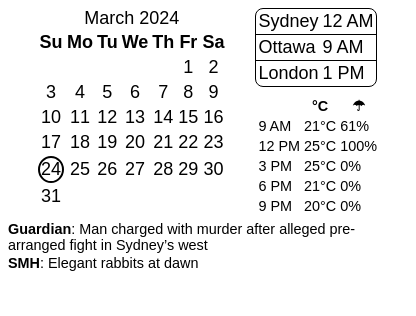 March 2024
Su Mo Tu We Th Fr Sa
1 2
3 4 5 6 7 8 9
10 11 12 13 14 15 16
17 18 19 20 21 22 23
24 25 26 27 28 29 30
31
Sydney 12 AM
Ottawa 9 AM
London 1 PM
°C ☂
9 AM 21°C 61%
12 PM 25°C 100%
3 PM 25°C 0%
6 PM 21°C 0%
9 PM 20°C 0%
Guardian: Man charged with murder after alleged pre-
arranged fight in Sydney's west
SMH: Elegant rabbits at dawn